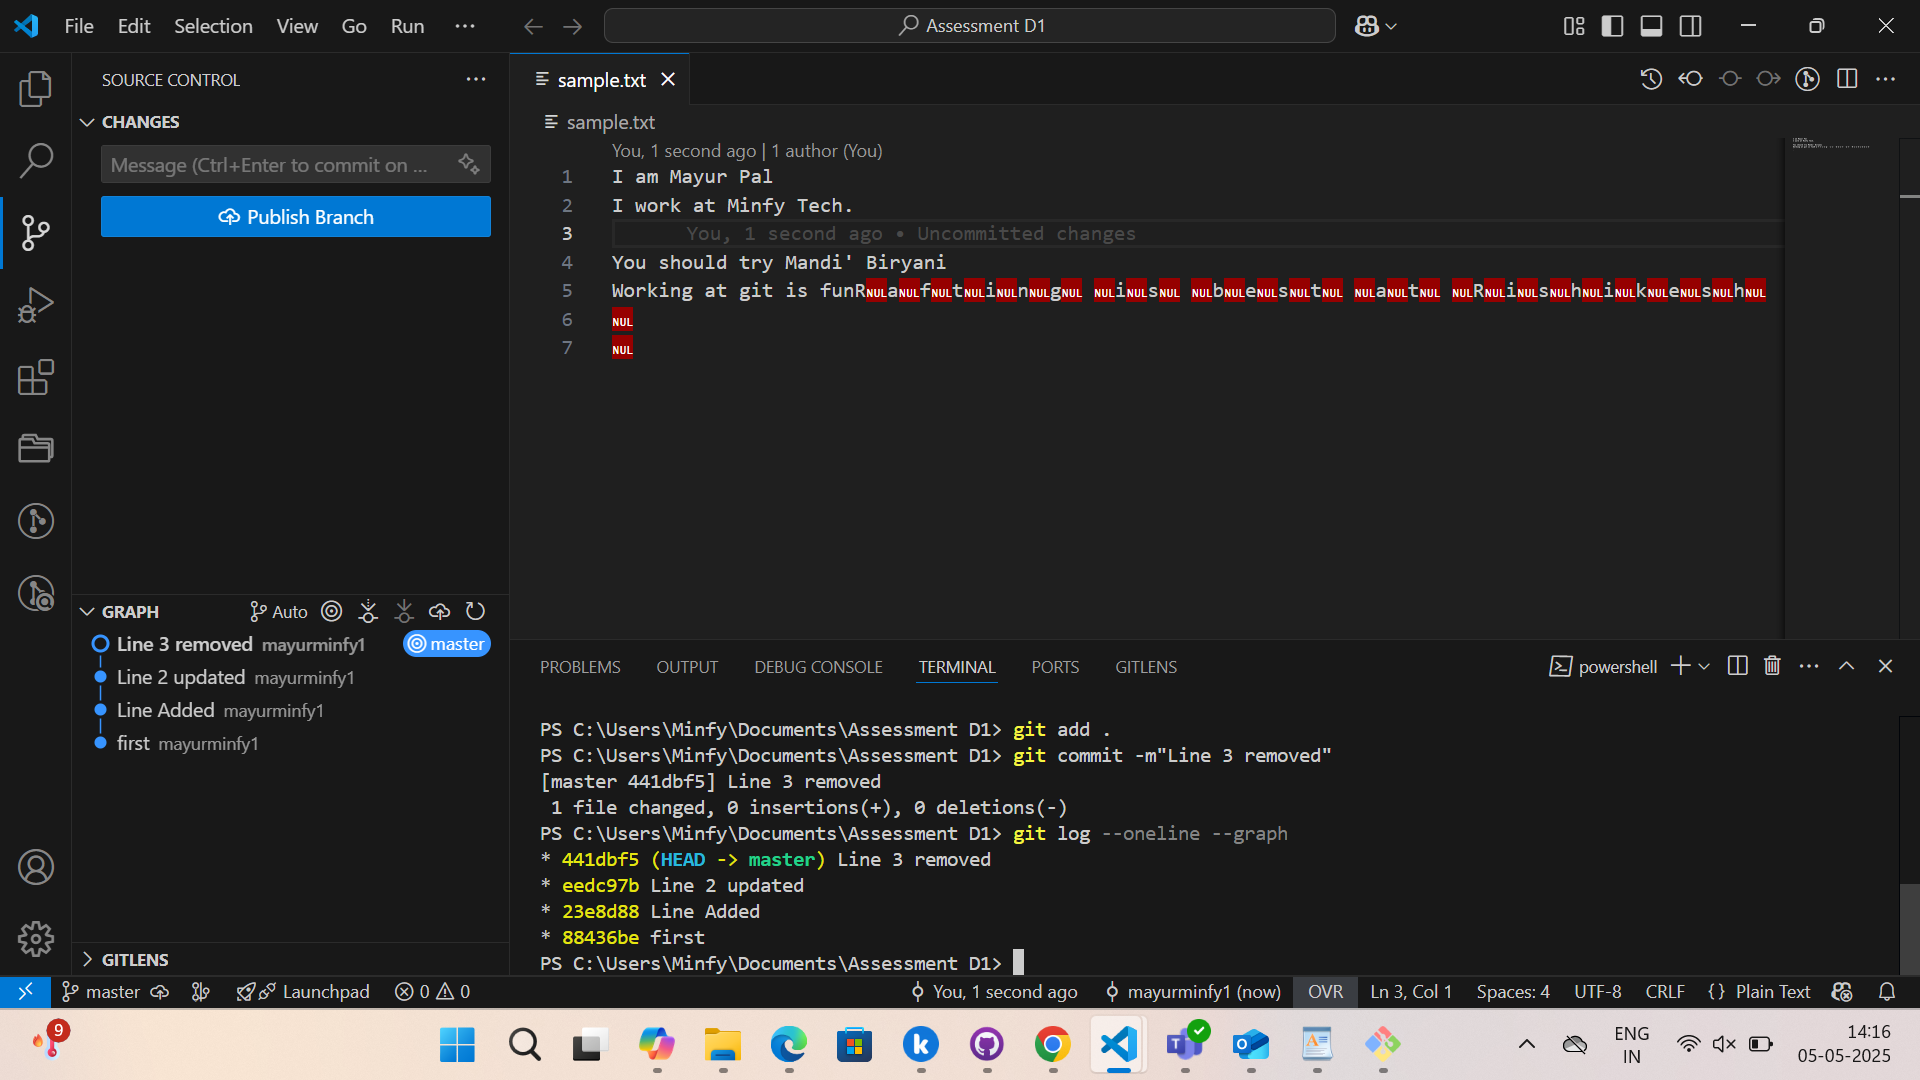 File Edit Selection View Go Run
Assessment D1
SOURCE CONTROL
CHANGES
Message (Ctrl+Enter to commit on ...
Publish Branch
GRAPH
Auto
Line 3 removed mayurminfy1 master
Line 2 updated mayurminfy1
Line Added mayurminfy1
first mayurminfy1
GITLENS
sample.txt
sample.txt
You, 1 second ago | 1 author (You)
1 I am Mayur Pal
2 I work at Minfy Tech.
3 You, 1 second ago • Uncommitted changes
4 You should try Mandi' Biryani
5 Working at git is funRNULaNULfNULtNULiNULnNULgNUL NULiNULsNUL NULbNULeNULsNULtNUL NULaNULtNUL NULRNULiNULsNULhNULiNULkNULeNULsNULhNUL
6 NUL
7 NUL
PROBLEMS OUTPUT DEBUG CONSOLE TERMINAL PORTS GITLENS
powershell
PS C:\Users\Minfy\Documents\Assessment D1> git add .
PS C:\Users\Minfy\Documents\Assessment D1> git commit -m"Line 3 removed"
[master 441dbf5] Line 3 removed
1 file changed, 0 insertions(+), 0 deletions(-)
PS C:\Users\Minfy\Documents\Assessment D1> git log --oneline --graph
* 441dbf5 (HEAD -> master) Line 3 removed
* eedc97b Line 2 updated
* 23e8d88 Line Added
* 88436be first
PS C:\Users\Minfy\Documents\Assessment D1>
master Launchpad 0 0 You, 1 second ago mayurminfy1 (now) OVR Ln 3, Col 1 Spaces: 4 UTF-8 CRLF {} Plain Text
9
ENG
IN
14:16
05-05-2025